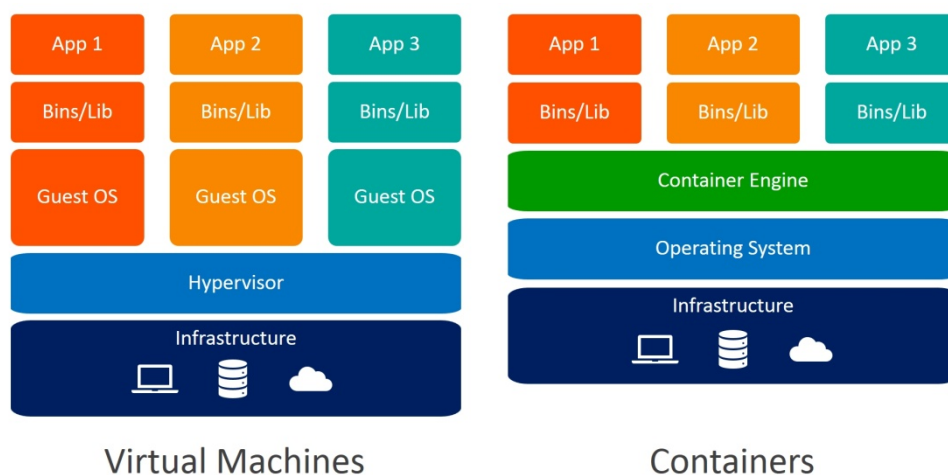 App 1
App 2
App 3
Bins/Lib
Bins/Lib
Bins/Lib
Guest OS
Guest OS
Guest OS
Hypervisor
Infrastructure
Virtual Machines
App 1
App 2
App 3
Bins/Lib
Bins/Lib
Bins/Lib
Container Engine
Operating System
Infrastructure
Containers